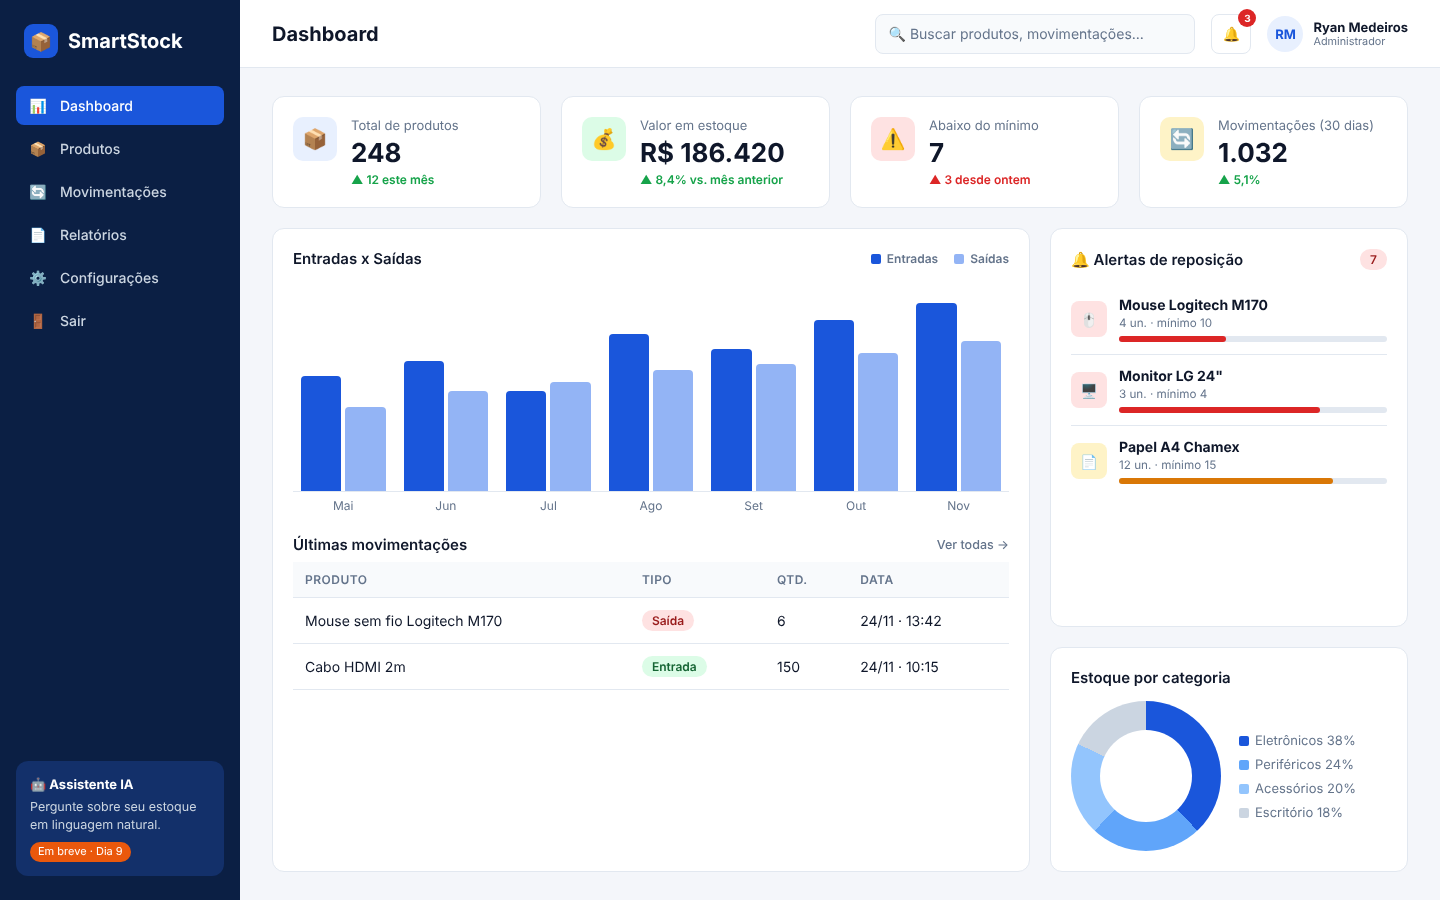 SmartStock
Dashboard
Produtos
Movimentações
Relatórios
Configurações
Sair
Assistente IA
Pergunte sobre seu estoque
em linguagem natural.
Em breve · Dia 9
Dashboard
Buscar produtos, movimentações...
3
RM
Ryan Medeiros
Administrador
Total de produtos
248
▲ 12 este mês
Valor em estoque
R$ 186.420
▲ 8,4% vs. mês anterior
Abaixo do mínimo
7
▲ 3 desde ontem
Movimentações (30 dias)
1.032
▲ 5,1%
Entradas x Saídas
Entradas Saídas
Mai Jun Jul Ago Set Out Nov
Últimas movimentações
Ver todas →
PRODUTO TIPO QTD. DATA
Mouse sem fio Logitech M170 Saída 6 24/11 · 13:42
Cabo HDMI 2m Entrada 150 24/11 · 10:15
Alertas de reposição
7
Mouse Logitech M170
4 un. · mínimo 10
Monitor LG 24"
3 un. · mínimo 4
Papel A4 Chamex
12 un. · mínimo 15
Estoque por categoria
Eletrônicos 38%
Periféricos 24%
Acessórios 20%
Escritório 18%